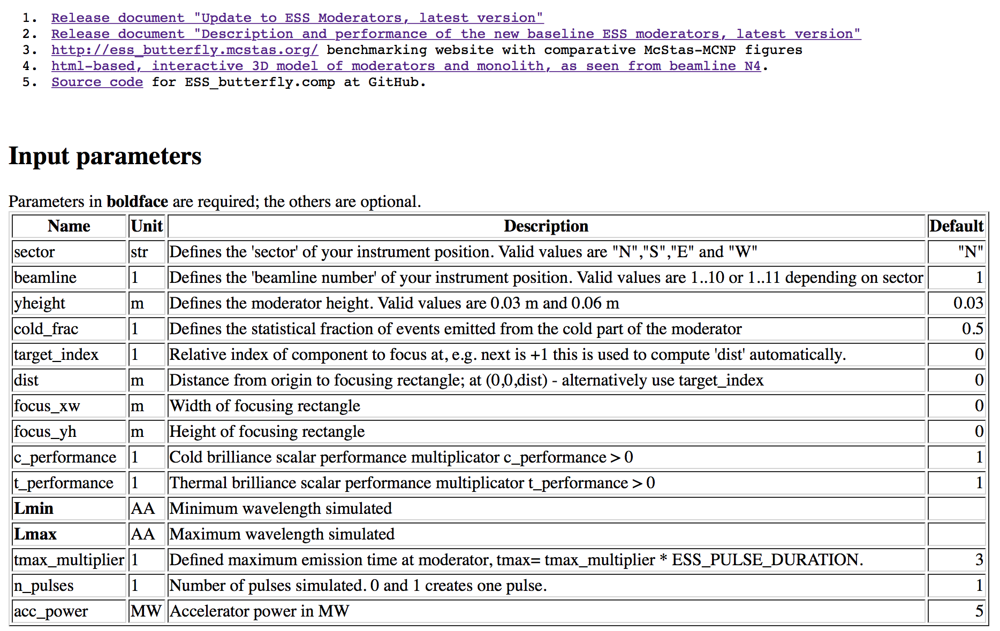 1. Release document "Update to ESS Moderators, latest version"
2. Release document "Description and performance of the new baseline ESS moderators, latest version"
3. http://ess_butterfly.mcstas.org/ benchmarking website with comparative McStas-MCNP figures
4. html-based, interactive 3D model of moderators and monolith, as seen from beamline N4.
5. Source code for ESS_butterfly.comp at GitHub.
Input parameters
Parameters in boldface are required; the others are optional.
Name Unit Description Default
sector str Defines the 'sector' of your instrument position. Valid values are "N","S","E" and "W" "N"
beamline 1 Defines the 'beamline number' of your instrument position. Valid values are 1..10 or 1..11 depending on sector 1
yheight m Defines the moderator height. Valid values are 0.03 m and 0.06 m 0.03
cold_frac 1 Defines the statistical fraction of events emitted from the cold part of the moderator 0.5
target_index 1 Relative index of component to focus at, e.g. next is +1 this is used to compute 'dist' automatically. 0
dist m Distance from origin to focusing rectangle; at (0,0,dist) - alternatively use target_index 0
focus_xw m Width of focusing rectangle 0
focus_yh m Height of focusing rectangle 0
c_performance 1 Cold brilliance scalar performance multiplicator c_performance > 0 1
t_performance 1 Thermal brilliance scalar performance multiplicator t_performance > 0 1
Lmin AA Minimum wavelength simulated
Lmax AA Maximum wavelength simulated
tmax_multiplier 1 Defined maximum emission time at moderator, tmax= tmax_multiplier * ESS_PULSE_DURATION. 3
n_pulses 1 Number of pulses simulated. 0 and 1 creates one pulse. 1
acc_power MW Accelerator power in MW 5